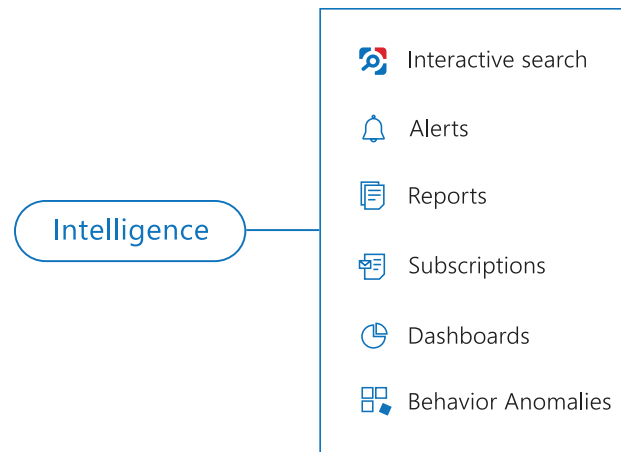 Interactive search
Alerts
Reports
Intelligence
Subscriptions
Dashboards
Behavior Anomalies